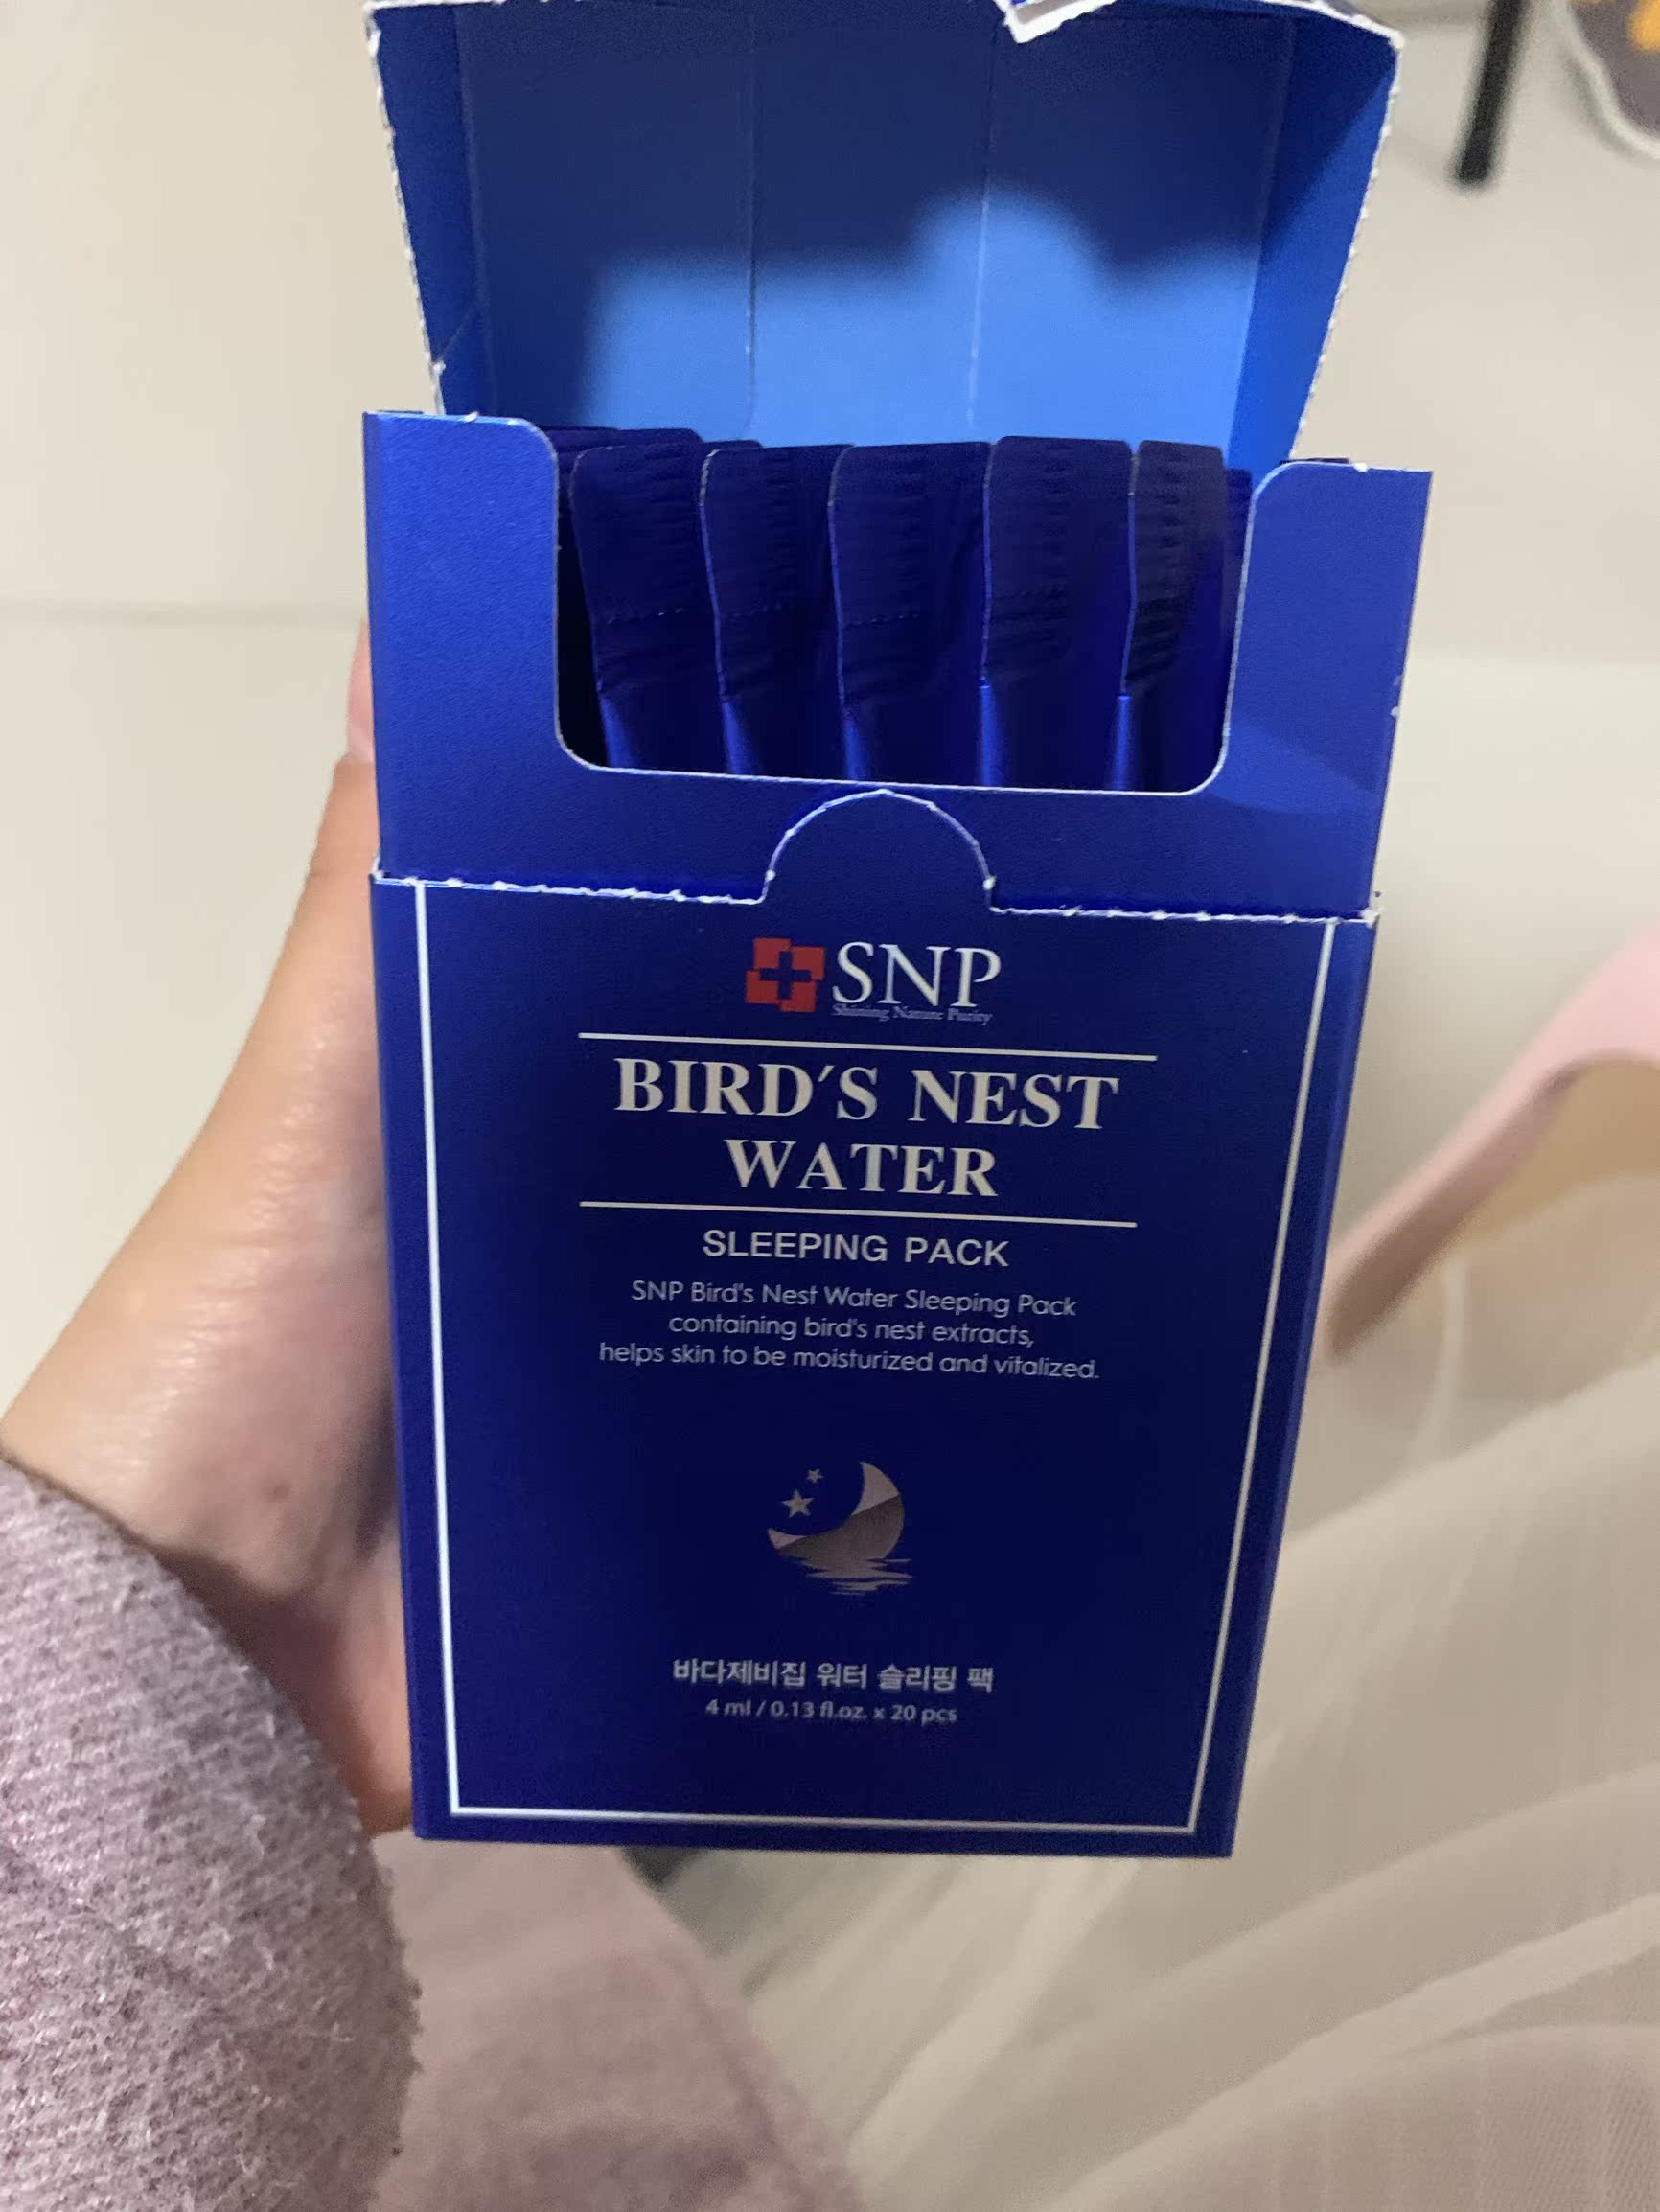 SNP
Shining Nature Purity
BIRD'S NEST
WATER
SLEEPING PACK
SNP Bird's Nest Water Sleeping Pack
containing bird's nest extracts,
helps skin to be moisturized and vitalized.
바다제비집 워터 슬리핑 팩
4 ml / 0.13 fl.oz. x 20 pcs